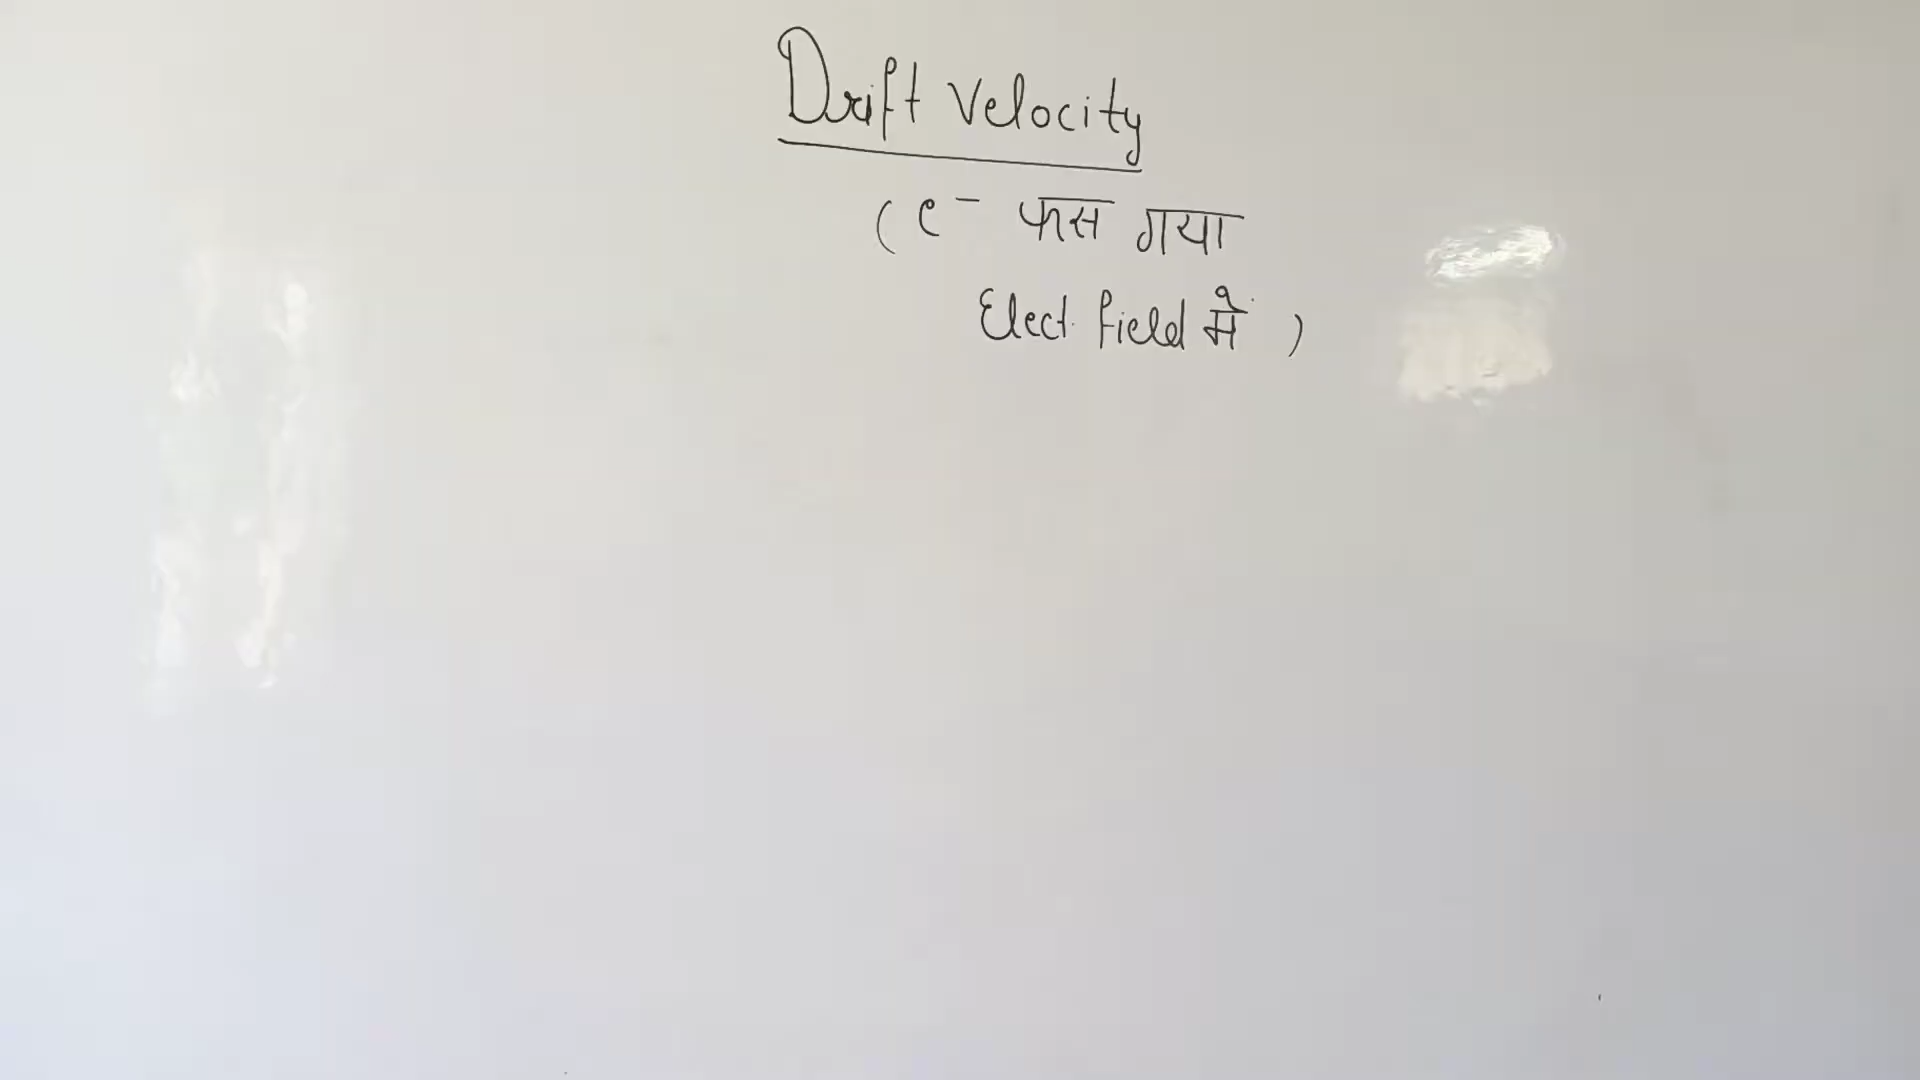 Drift Velocity
( e⁻ फस गया
Elect. field में )